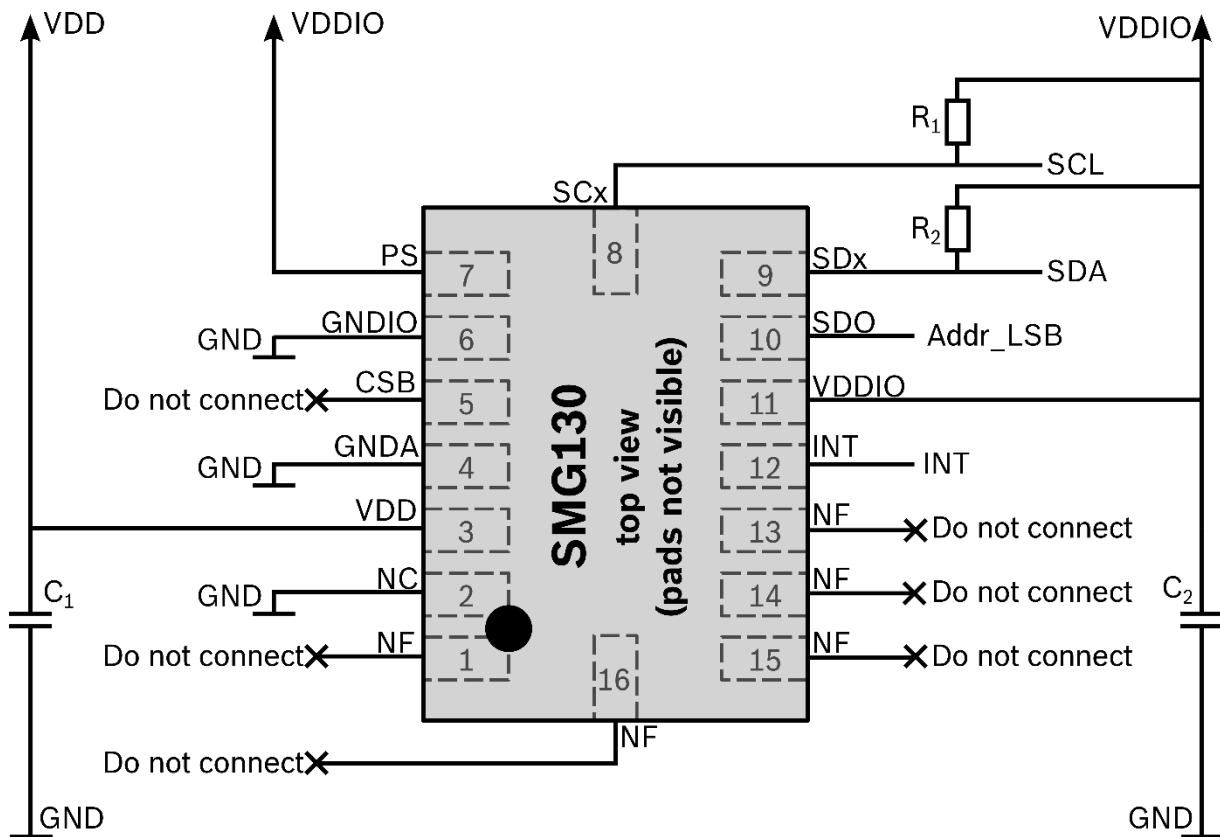 VDD
VDDIO
VDDIO
R₁
SCL
SCx
R₂
PS
8
SDx
7
9
SDA
GNDIO
SDO
GND
6
10
Addr_LSB
CSB
VDDIO
Do not connect
5
11
GNDA
INT
GND
4
12
INT
VDD
NF
3
13
Do not connect
NC
NF
C₁
GND
2
14
Do not connect
C₂
NF
NF
Do not connect
1
15
Do not connect
16
SMG130
top view
(pads not visible)
NF
Do not connect
GND
GND